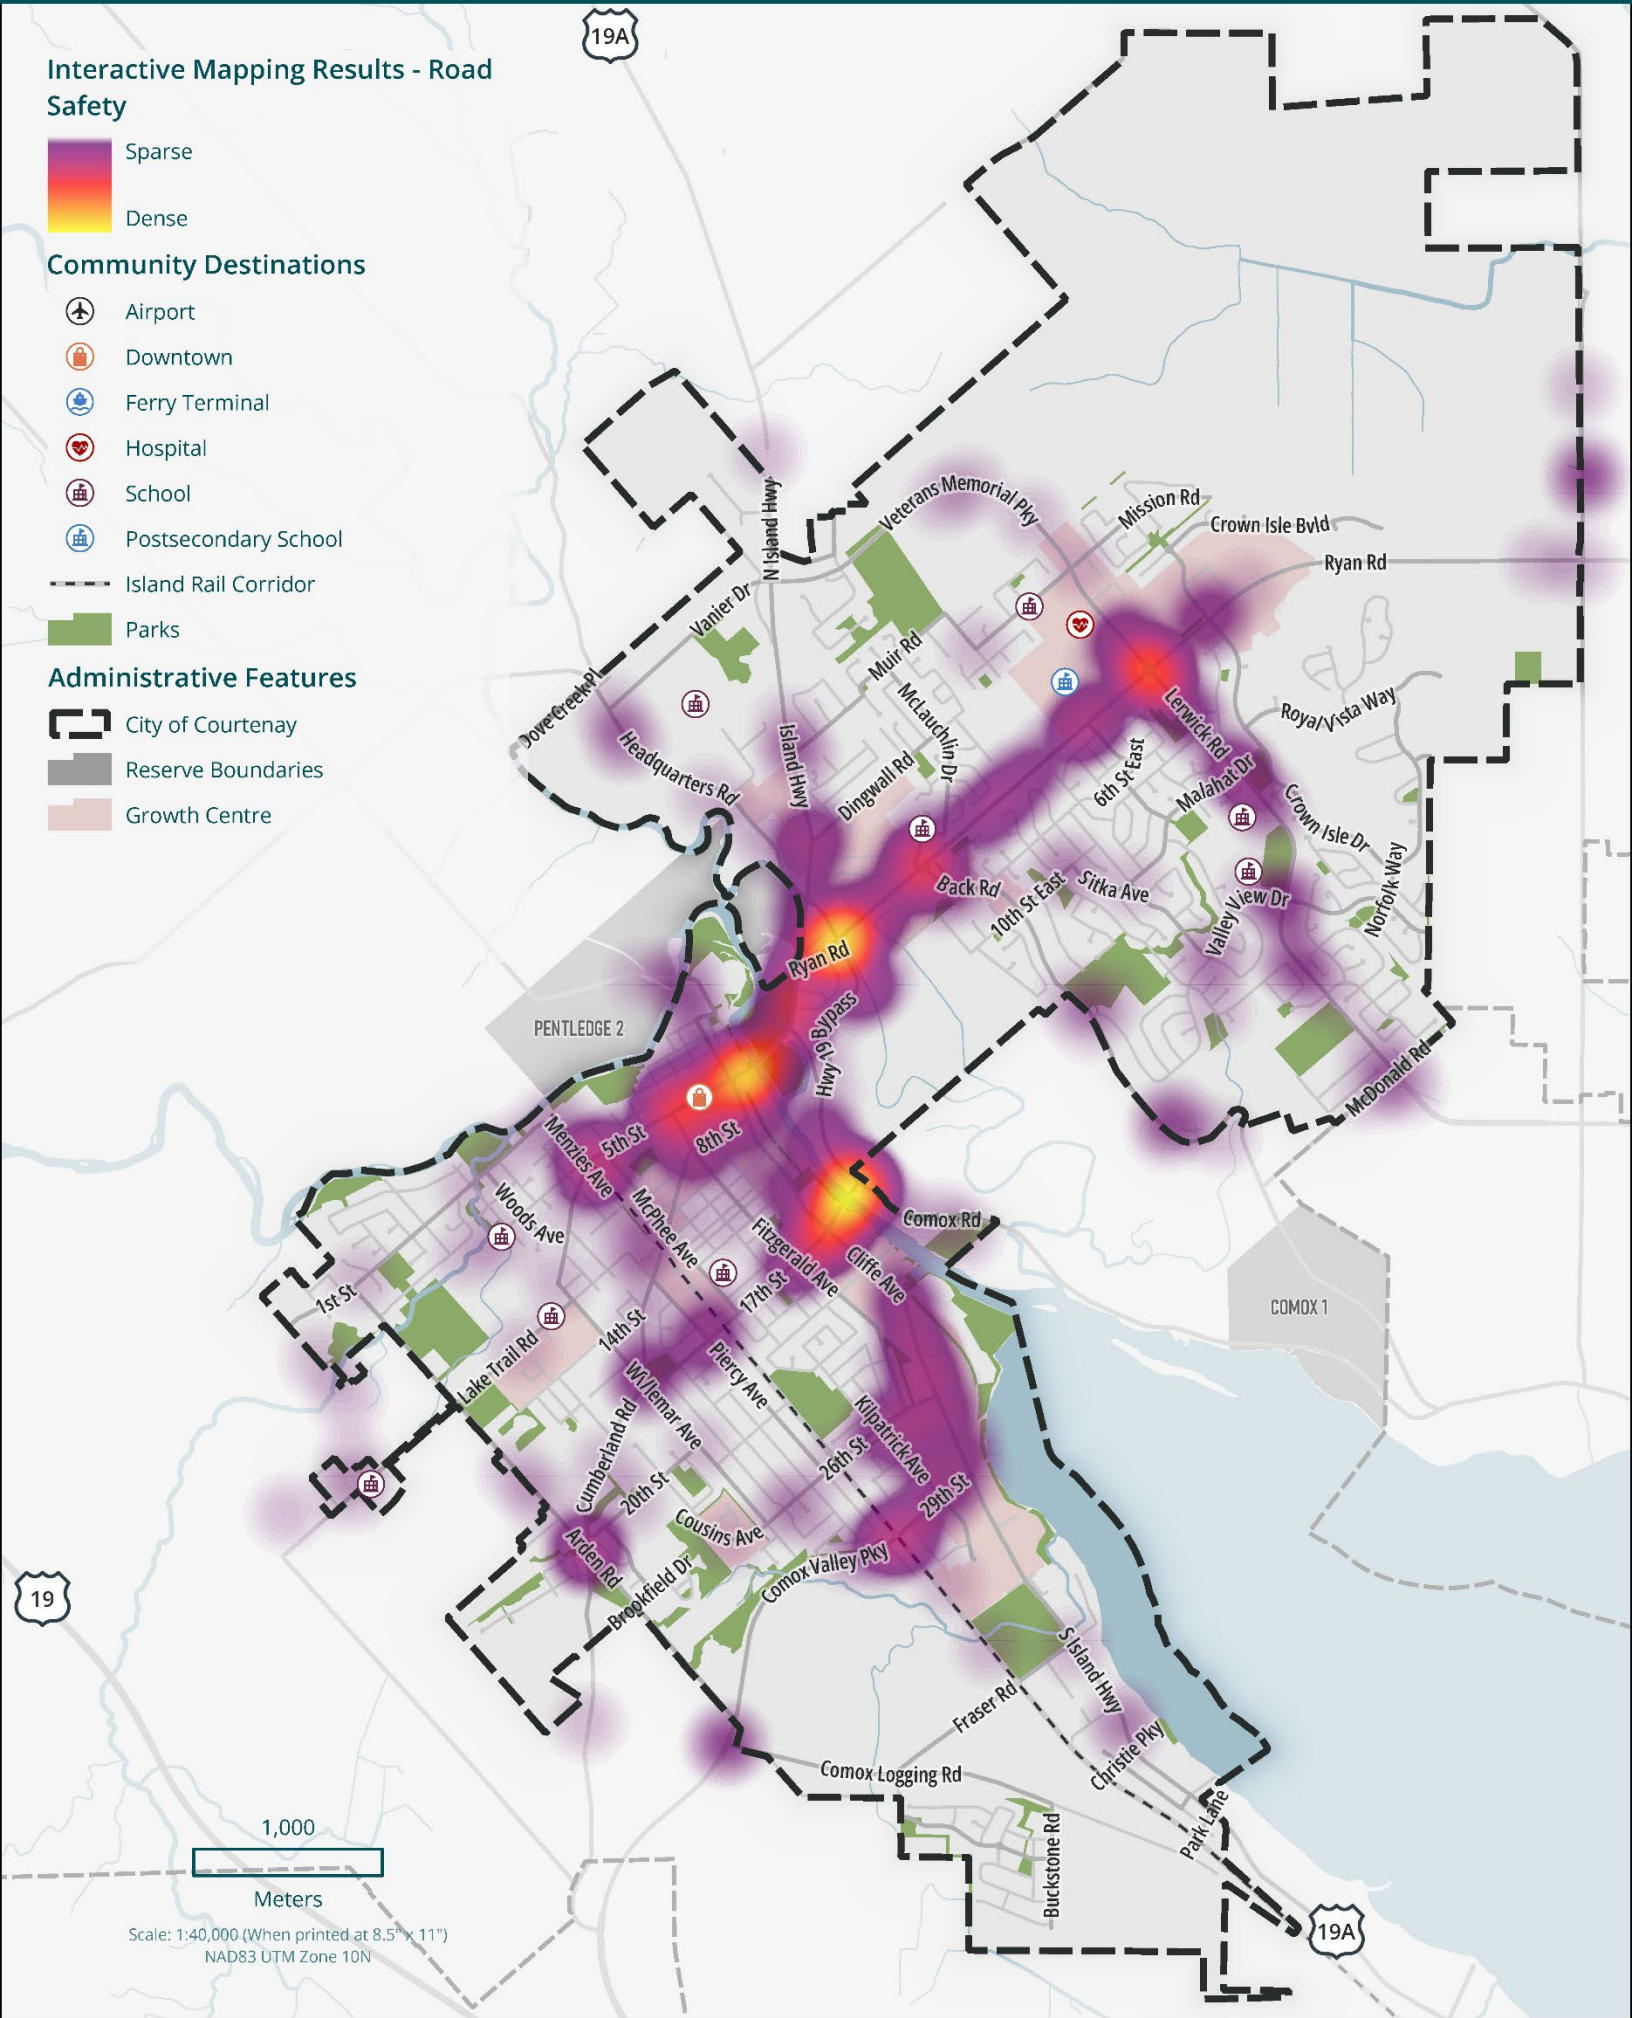 19A
Interactive Mapping Results - Road
Safety
Sparse
Dense
Community Destinations
Airport
Downtown
Ferry Terminal
Hospital
School
Postsecondary School
Island Rail Corridor
Parks
Administrative Features
City of Courtenay
Reserve Boundaries
Growth Centre
Veterans Memorial Pky
Mission Rd
Crown Isle Bvld
Ryan Rd
N Island Hwy
Vanier Dr
Muir Rd
Dove Creek Pl
Headquarters Rd
Island Hwy
McLauchlin Dr
Dingwall Rd
Lerwick Rd
Royal Vista Way
6th St East
Malahat Dr
Crown Isle Dr
Norfolk Way
Back Rd
10th St East
Sitka Ave
Valley View Dr
Ryan Rd
Hwy 19A Bypass
PENTLEDGE 2
McDonald Rd
Menzies Ave
5th St
8th St
Woods Ave
McPhee Ave
Fitzgerald Ave
Cliffe Ave
Comox Rd
17th St
1st St
14th St
Lake Trail Rd
COMOX 1
Willemar Ave
Piercy Ave
Cumberland Rd
Kilpatrick Ave
26th St
29th St
20th St
Cousins Ave
Arden Rd
Comox Valley Pky
Brookfield Dr
19
S Island Hwy
Fraser Rd
Christie Pky
Comox Logging Rd
Park Lane
Buckstone Rd
19A
1,000
Meters
Scale: 1:40,000 (When printed at 8.5" x 11")
NAD83 UTM Zone 10N